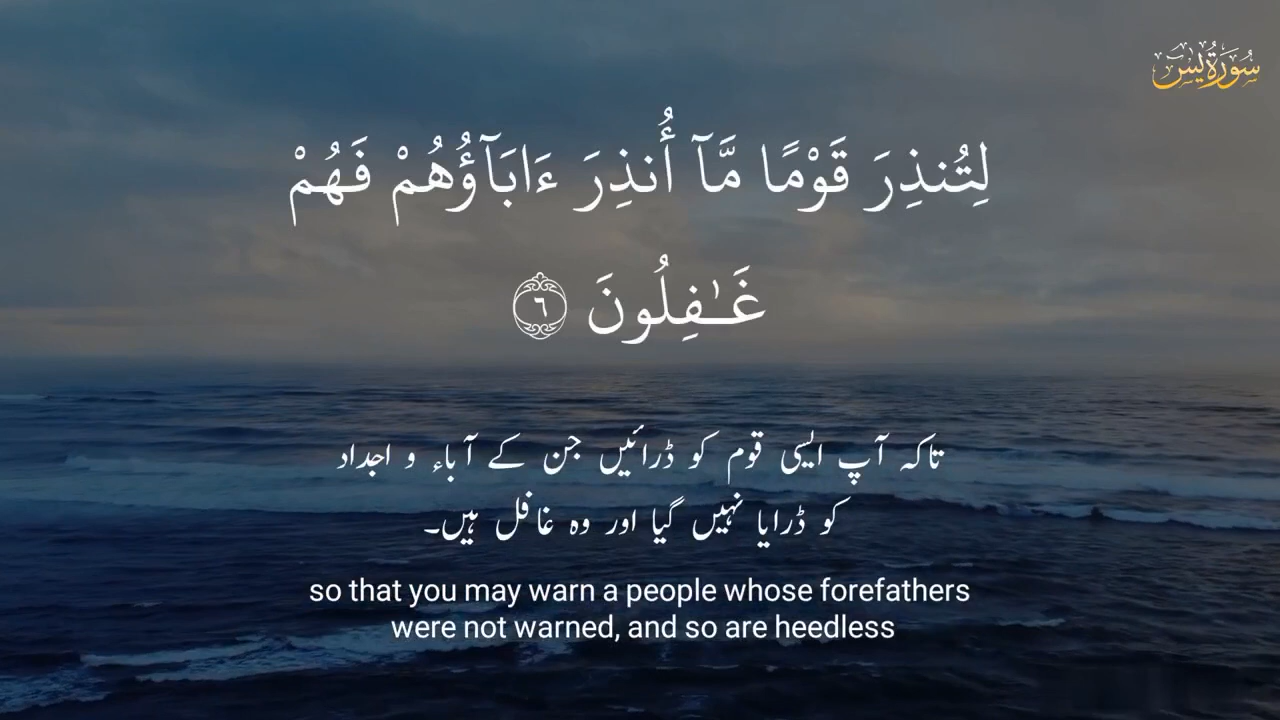 سُورَةُ يسٓ
لِتُنذِرَ قَوْمًا مَّآ أُنذِرَ ءَابَآؤُهُمْ فَهُمْ
غَـٰفِلُونَ ٦
تاکہ آپ ایسی قوم کو ڈرائیں جن کے آباء و اجداد
کو ڈرایا نہیں گیا اور وہ غافل ہیں۔
so that you may warn a people whose forefathers
were not warned, and so are heedless